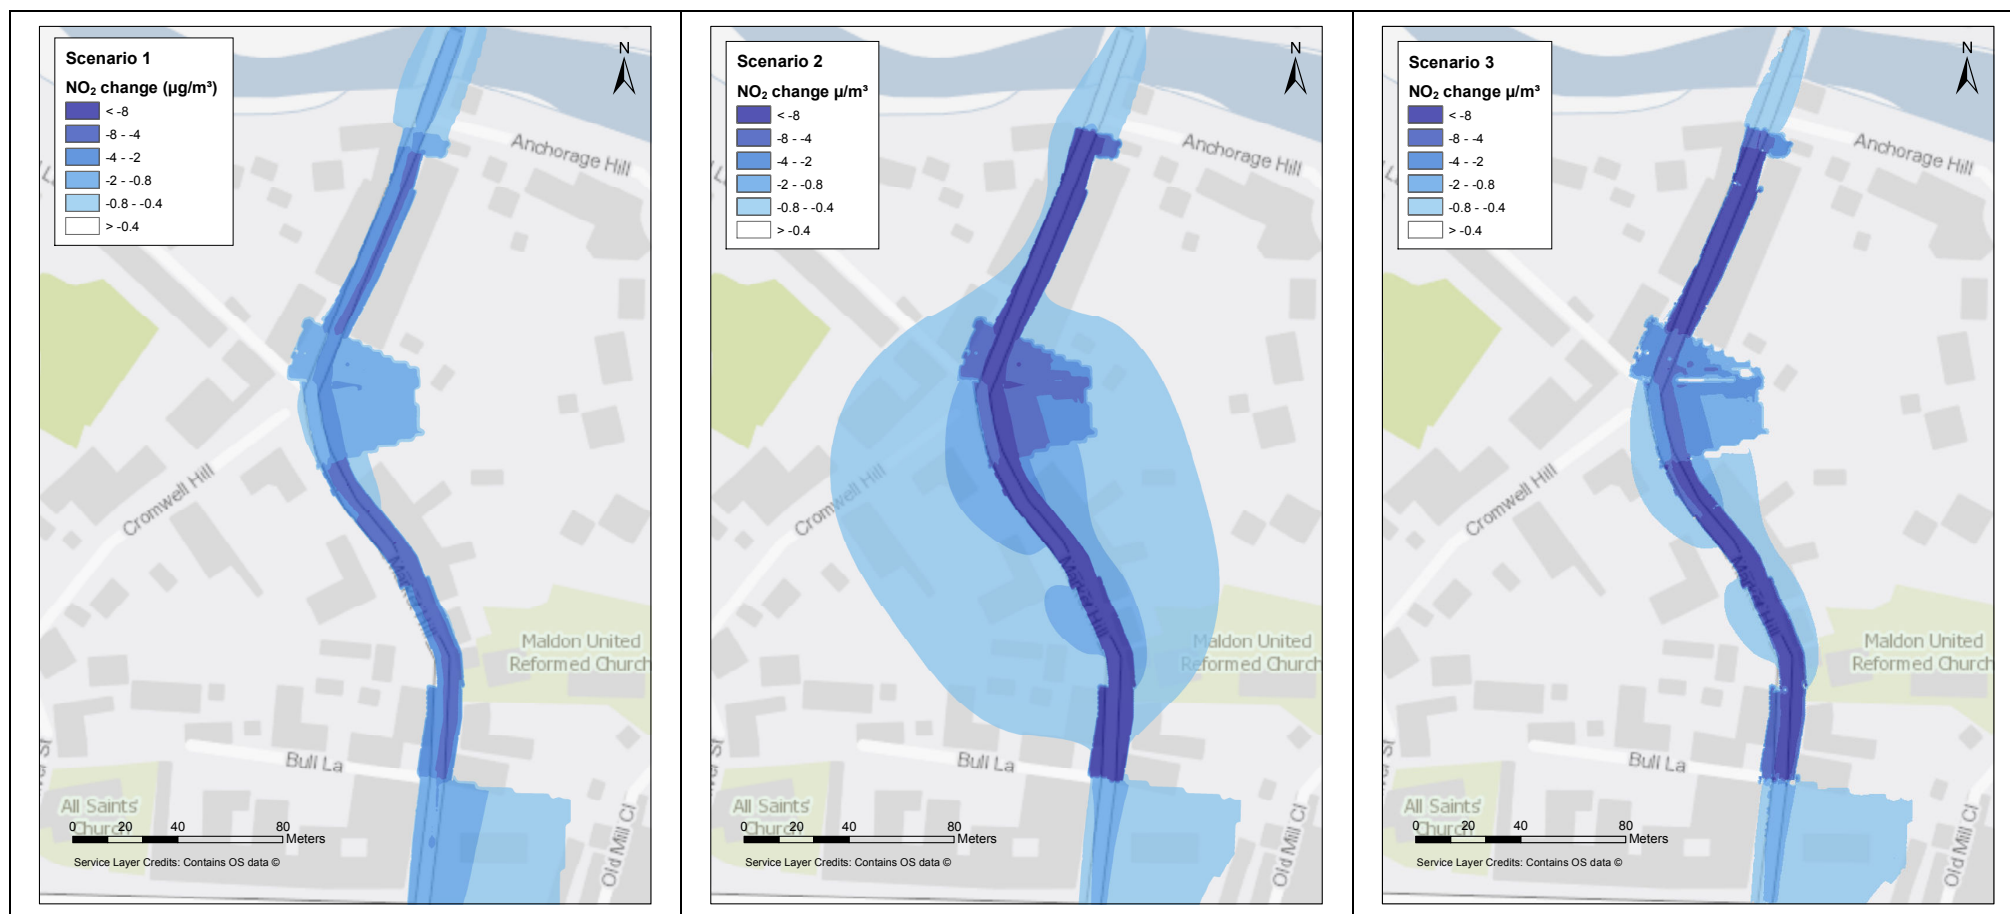 Scenario 1
NO₂ change (µg/m³)
< -8
-8 - -4
-4 - -2
-2 - -0.8
-0.8 - -0.4
> -0.4
N
Anchorage Hill
Cromwell Hill
Maldon United
Reformed Church
Bull La
All Saints'
Church
Old Mill Cl
0 20 40 80
Meters
Service Layer Credits: Contains OS data ©
Scenario 2
NO₂ change µ/m³
< -8
-8 - -4
-4 - -2
-2 - -0.8
-0.8 - -0.4
> -0.4
N
Anchorage Hill
Cromwell Hill
Market Hill
Maldon United
Reformed Church
Bull La
All Saints'
Church
Old Mill Cl
0 20 40 80
Meters
Service Layer Credits: Contains OS data ©
Scenario 3
NO₂ change µ/m³
< -8
-8 - -4
-4 - -2
-2 - -0.8
-0.8 - -0.4
> -0.4
N
Anchorage Hill
Cromwell Hill
Market Hill
Maldon United
Reformed Church
Bull La
All Saints'
Church
Old Mill Cl
0 20 40 80
Meters
Service Layer Credits: Contains OS data ©